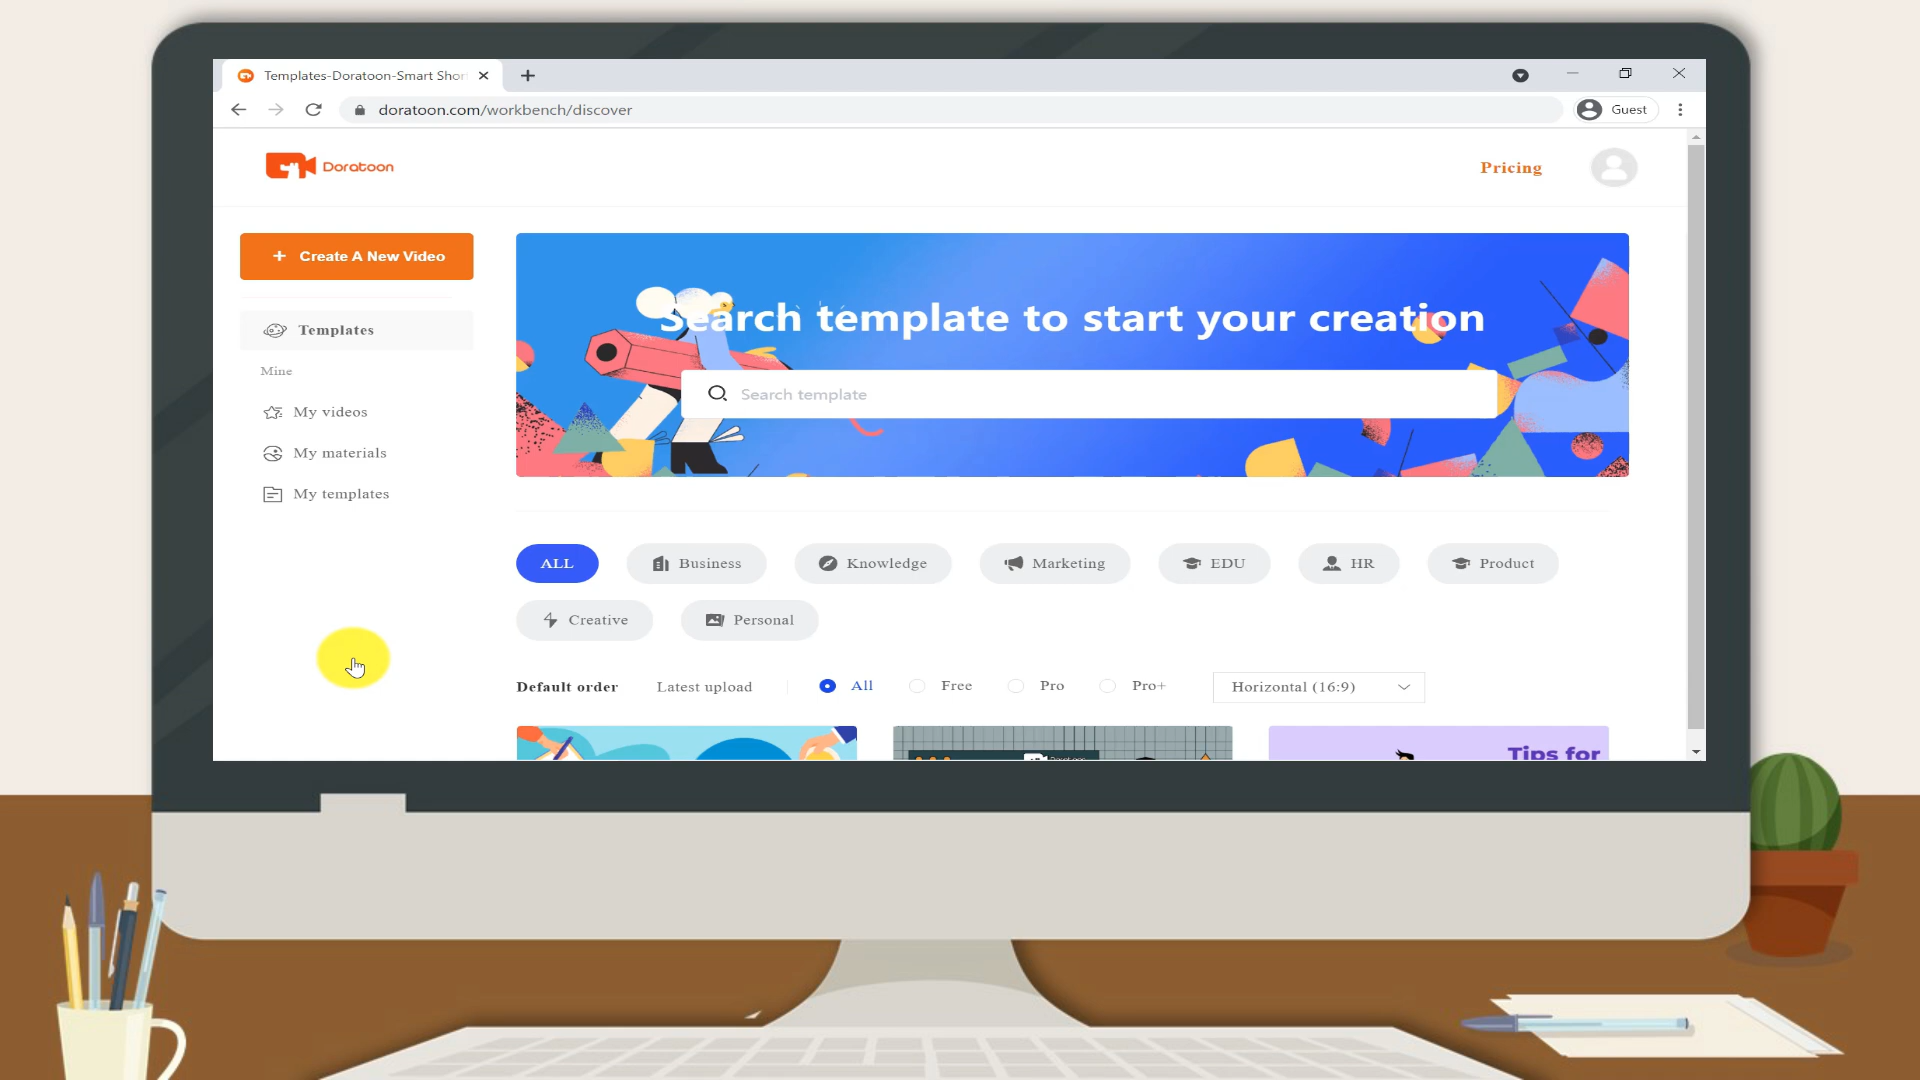 Templates-Doratoon-Smart Shor
doratoon.com/workbench/discover
Guest
Doratoon
Pricing
+ Create A New Video
Templates
Mine
My videos
My materials
My templates
Search template to start your creation
Search template
ALL
Business
Knowledge
Marketing
EDU
HR
Product
Creative
Personal
Default order
Latest upload
All
Free
Pro
Pro+
Horizontal (16:9)
Tips for